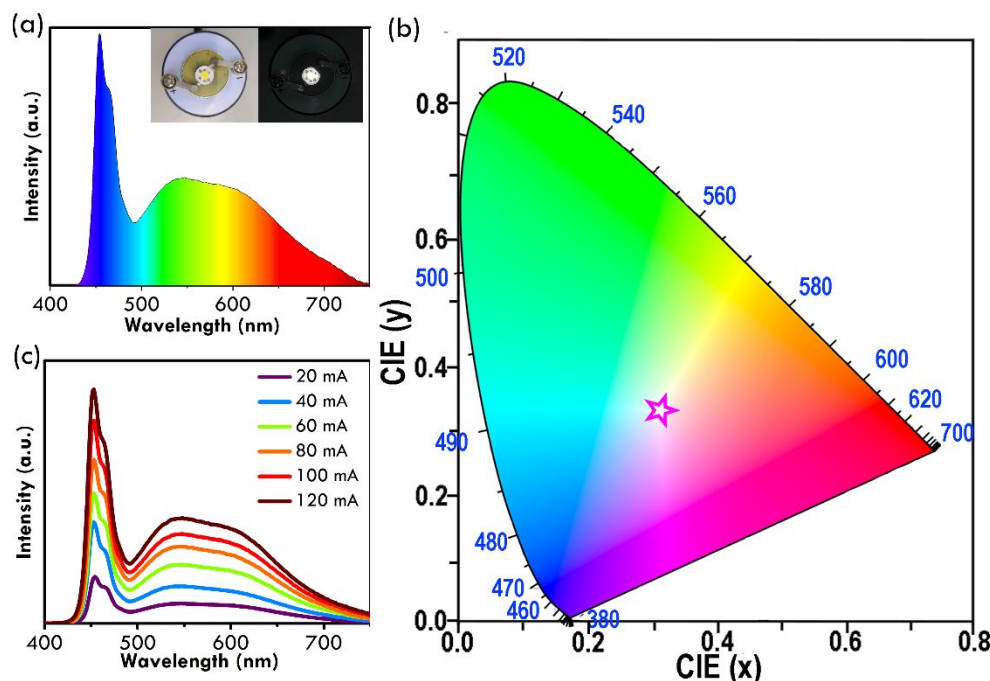 (a)
Intensity (a.u.)
+
−
400 500 600 700
Wavelength (nm)
(b)
CIE (y)
0.8
0.6
0.4
0.2
0.0
520
540
560
580
600
620
700
500
490
480
470
460
380
0.0 0.2 0.4 0.6 0.8
CIE (x)
(c)
Intensity (a.u.)
20 mA
40 mA
60 mA
80 mA
100 mA
120 mA
400 500 600 700
Wavelength (nm)